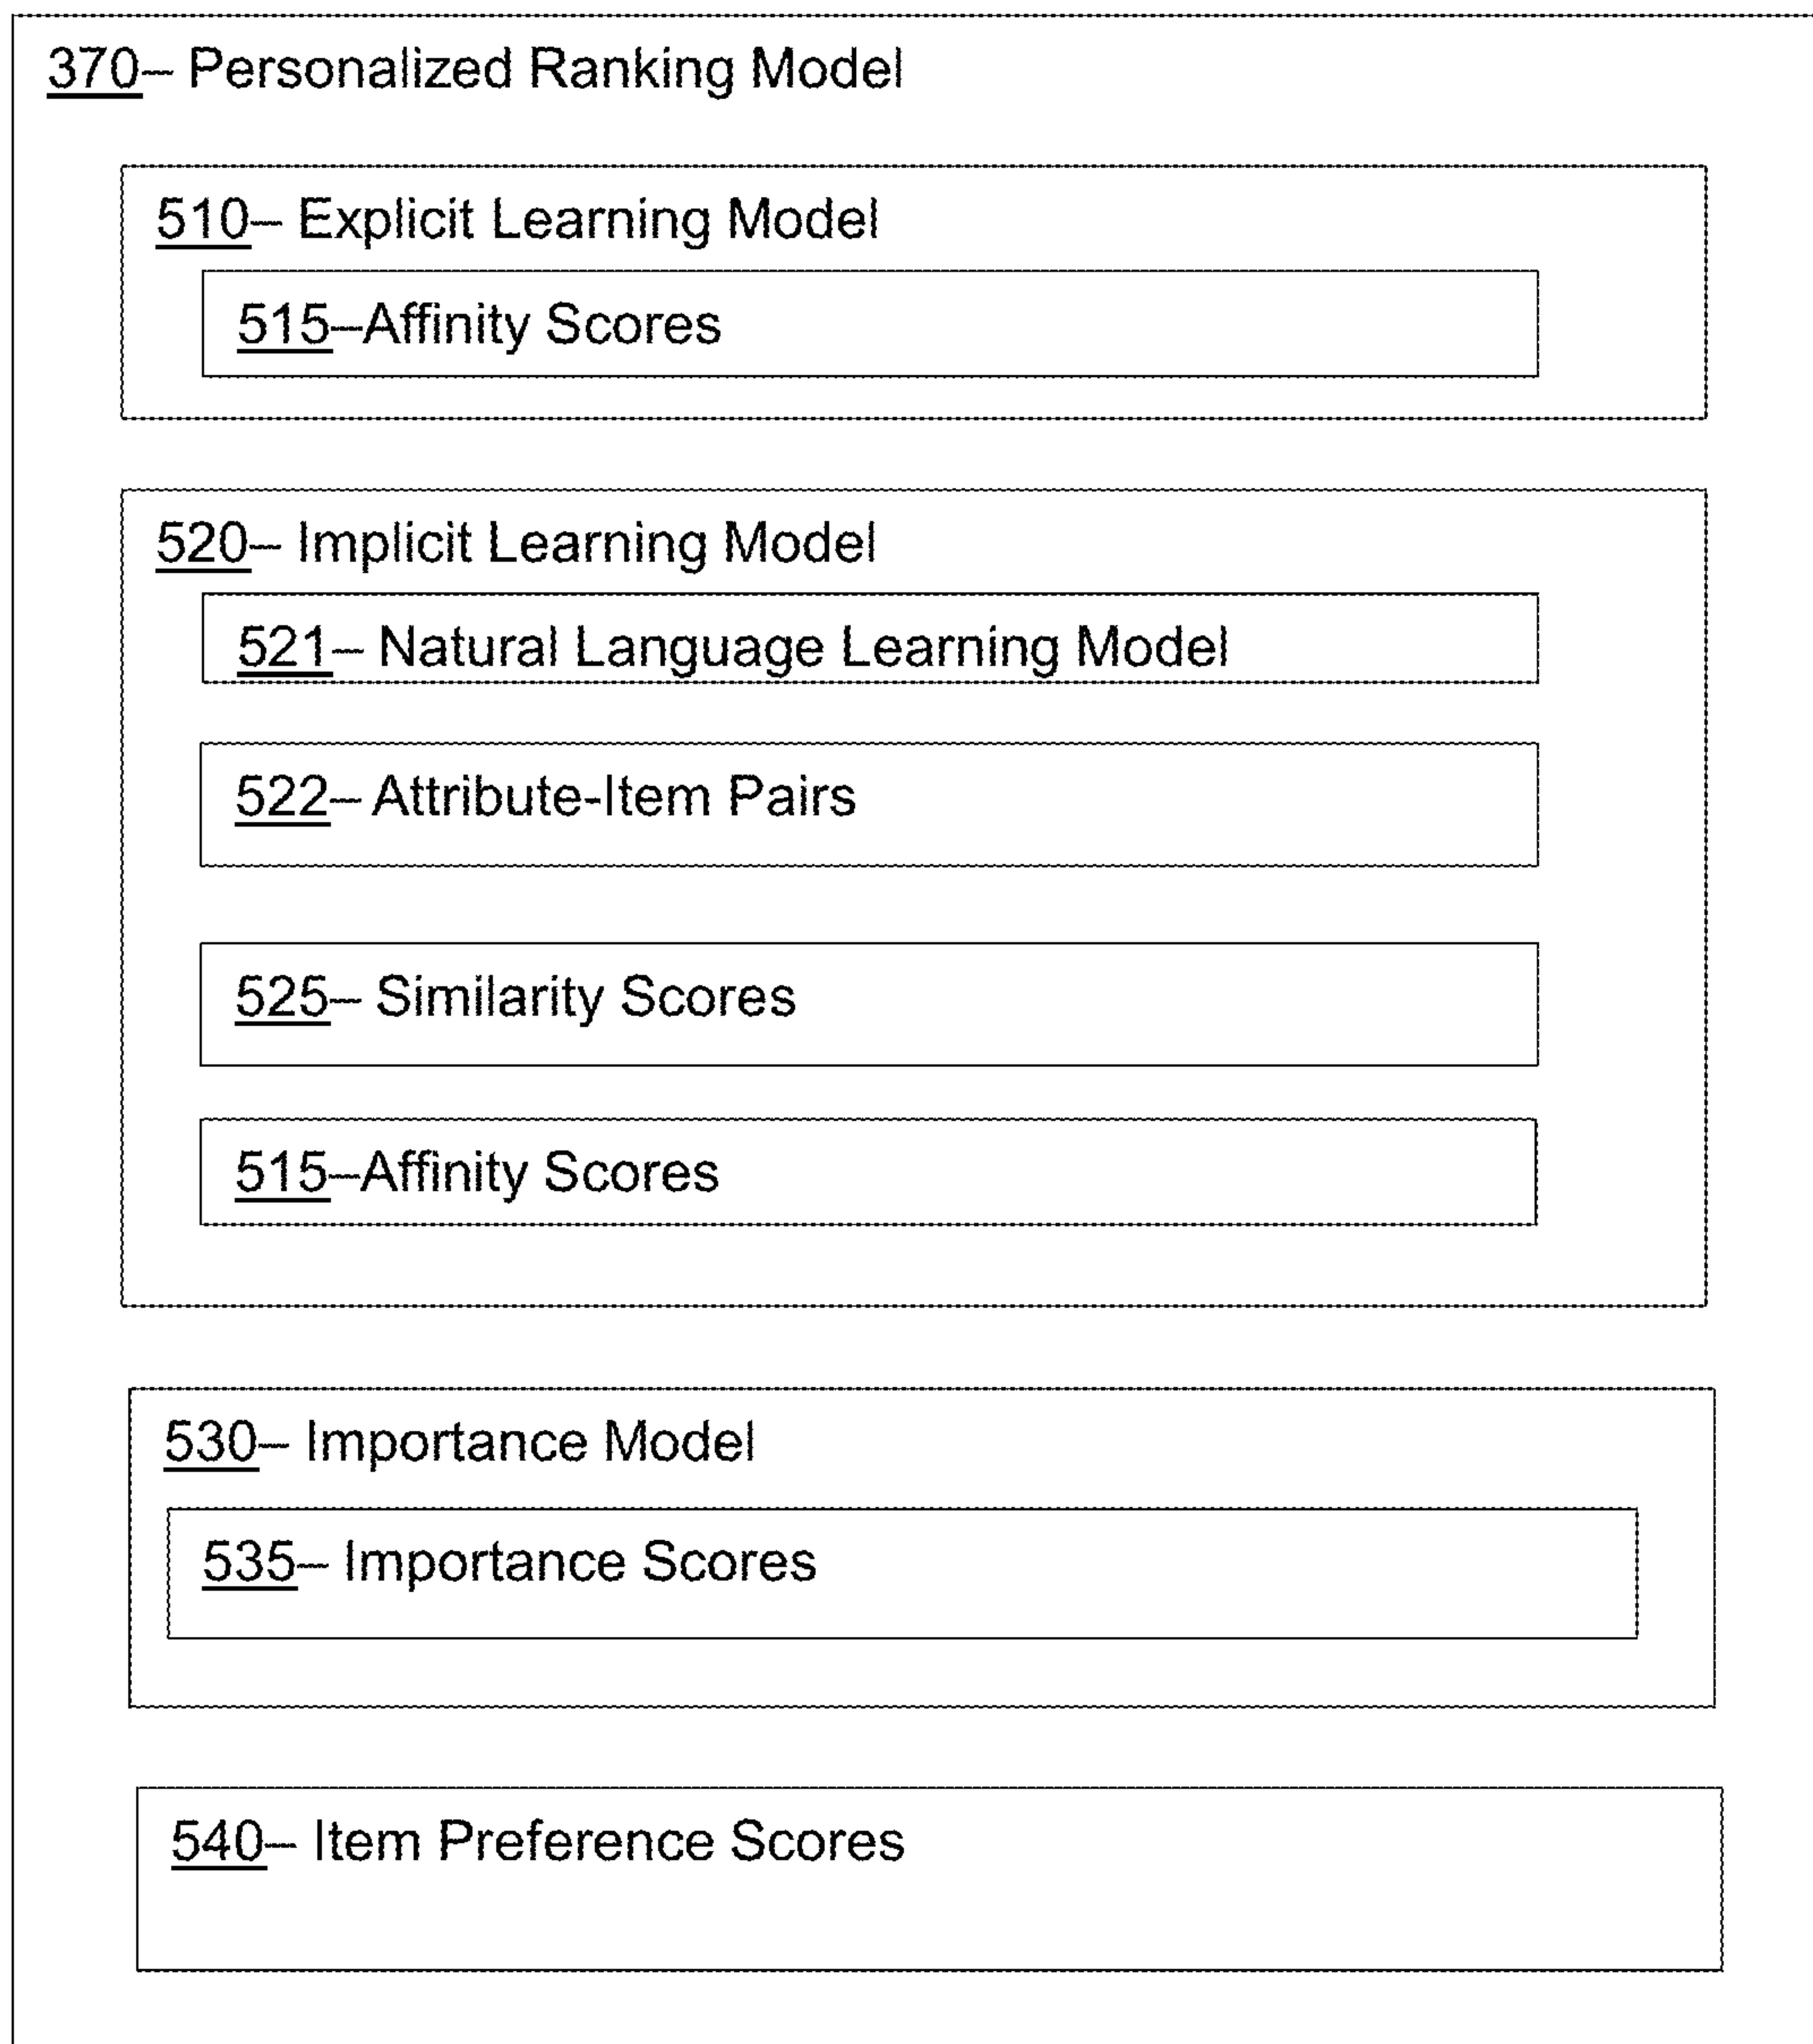 370– Personalized Ranking Model
510– Explicit Learning Model
515–Affinity Scores
520– Implicit Learning Model
521– Natural Language Learning Model
522– Attribute-Item Pairs
525– Similarity Scores
515–Affinity Scores
530– Importance Model
535– Importance Scores
540– Item Preference Scores